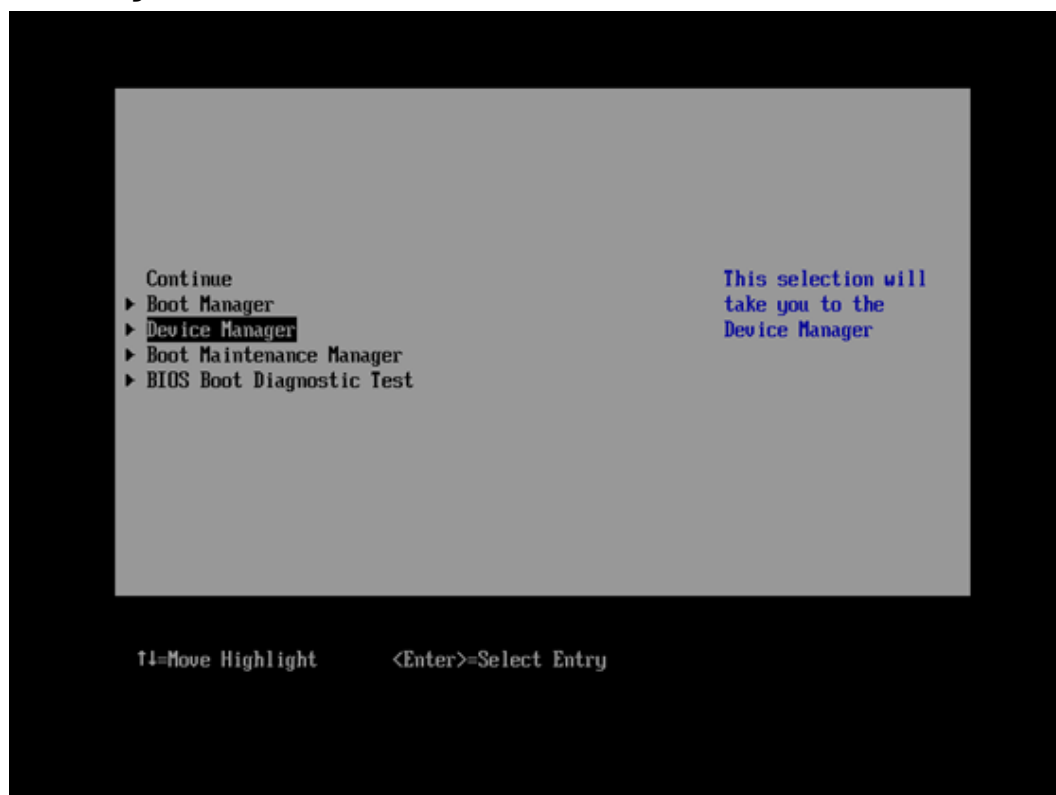 Continue
▶ Boot Manager
▶ Device Manager
▶ Boot Maintenance Manager
▶ BIOS Boot Diagnostic Test
This selection will
take you to the
Device Manager
↑↓=Move Highlight <Enter>=Select Entry